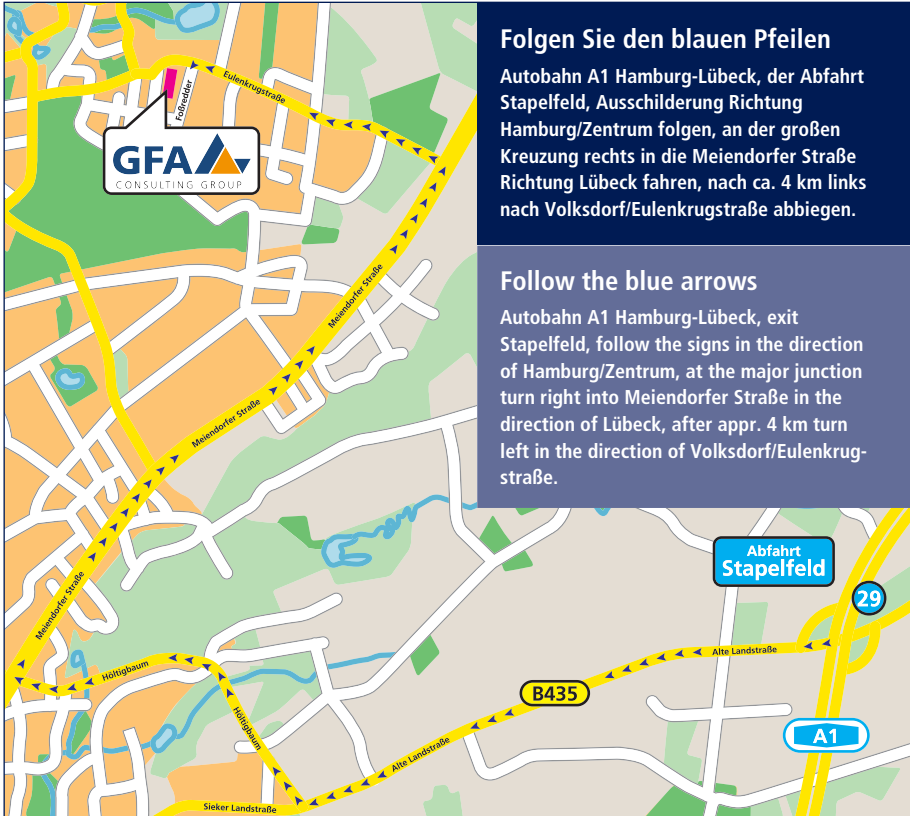 Folgen Sie den blauen Pfeilen
Autobahn A1 Hamburg-Lübeck, der Abfahrt
Stapelfeld, Ausschilderung Richtung
Hamburg/Zentrum folgen, an der großen
Kreuzung rechts in die Meiendorfer Straße
Richtung Lübeck fahren, nach ca. 4 km links
nach Volksdorf/Eulenkrugstraße abbiegen.
Follow the blue arrows
Autobahn A1 Hamburg-Lübeck, exit
Stapelfeld, follow the signs in the direction
of Hamburg/Zentrum, at the major junction
turn right into Meiendorfer Straße in the
direction of Lübeck, after appr. 4 km turn
left in the direction of Volksdorf/Eulenkrug-
straße.
Eulenkrugstraße
Foßredder
GFA
CONSULTING GROUP
Meiendorfer Straße
Meiendorfer Straße
Meiendorfer Straße
Abfahrt
Stapelfeld
29
Alte Landstraße
Höltigbaum
B435
Höltigbaum
A1
Alte Landstraße
Sieker Landstraße